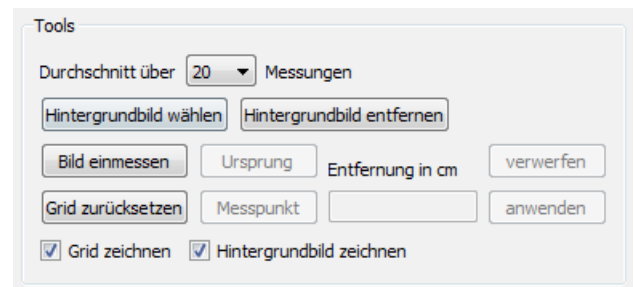 Tools
Durchschnitt über 20 Messungen
Hintergrundbild wählen Hintergrundbild entfernen
Bild einmessen Ursprung Entfernung in cm verwerfen
Grid zurücksetzen Messpunkt anwenden
Grid zeichnen Hintergrundbild zeichnen